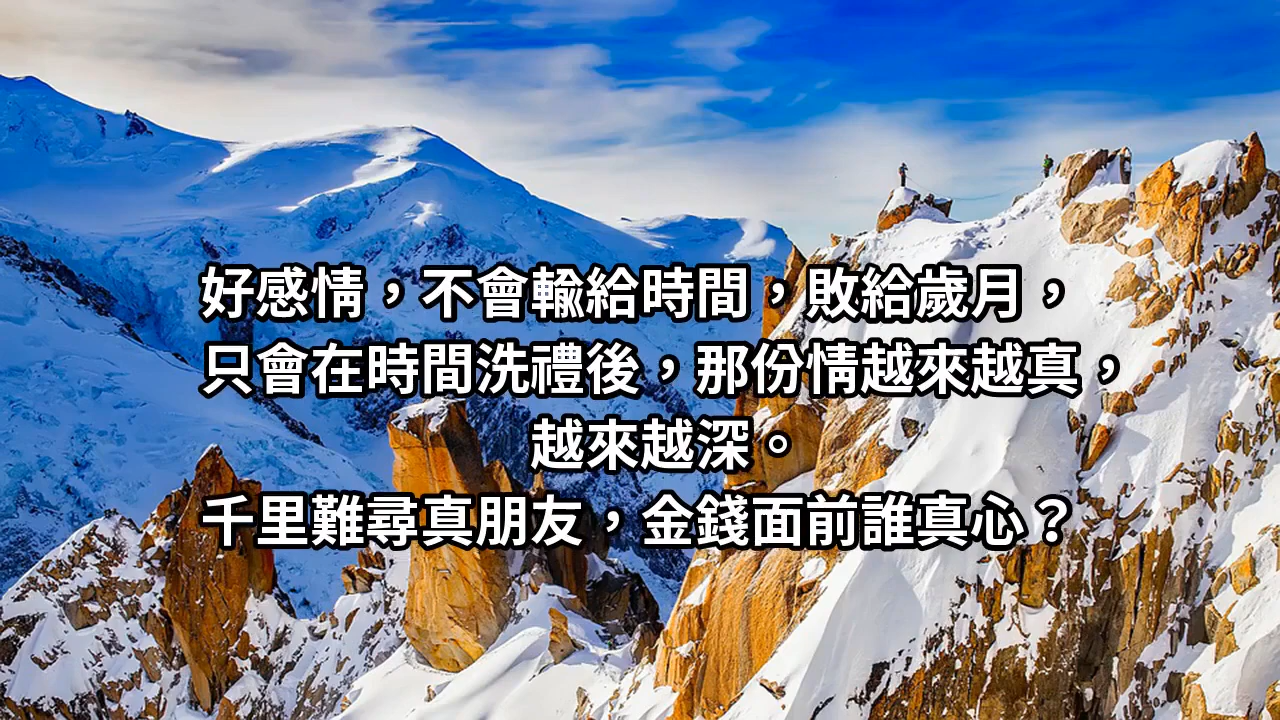 好感情，不會輸給時間，敗給歲月，
只會在時間洗禮後，那份情越來越真，
越來越深。
千里難尋真朋友，金錢面前誰真心？